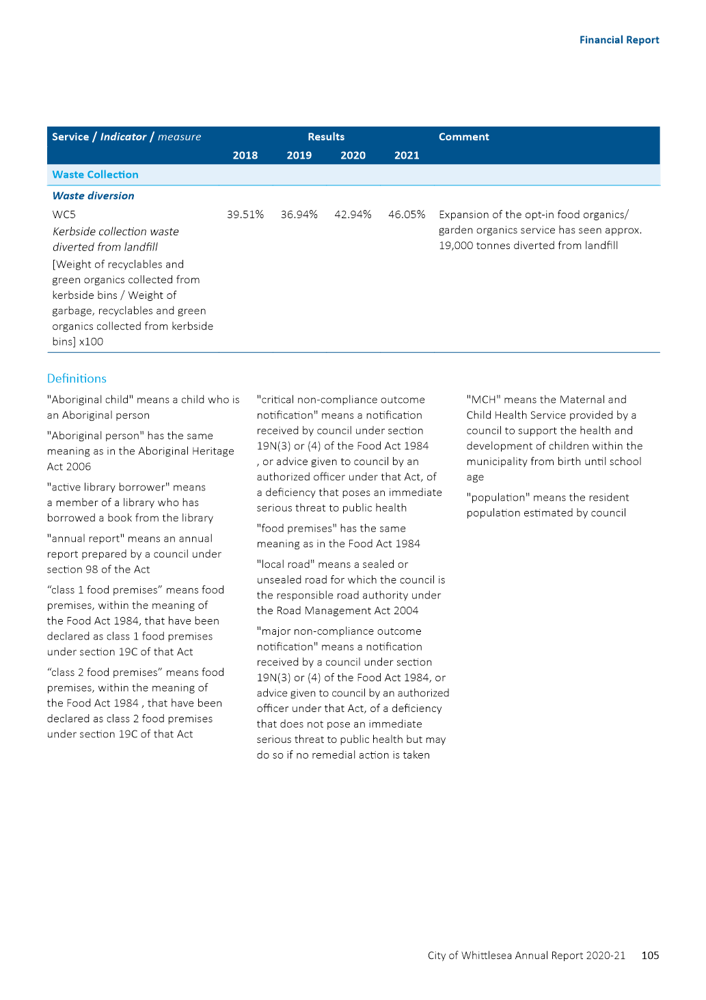 Financial Report
Service / Indicator / measure Results Comment
2018 2019 2020 2021
Waste Collection
Waste diversion
WC5 39.51% 36.94% 42.94% 46.05% Expansion of the opt-in food organics/
Kerbside collection waste garden organics service has seen approx.
diverted from landfill 19,000 tonnes diverted from landfill
[Weight of recyclables and
green organics collected from
kerbside bins / Weight of
garbage, recyclables and green
organics collected from kerbside
bins] x100
Definitions
"Aboriginal child" means a child who is
an Aboriginal person
"Aboriginal person" has the same
meaning as in the Aboriginal Heritage
Act 2006
"active library borrower" means
a member of a library who has
borrowed a book from the library
"annual report" means an annual
report prepared by a council under
section 98 of the Act
“class 1 food premises” means food
premises, within the meaning of
the Food Act 1984, that have been
declared as class 1 food premises
under section 19C of that Act
“class 2 food premises” means food
premises, within the meaning of
the Food Act 1984 , that have been
declared as class 2 food premises
under section 19C of that Act
"critical non-compliance outcome
notification" means a notification
received by council under section
19N(3) or (4) of the Food Act 1984
, or advice given to council by an
authorized officer under that Act, of
a deficiency that poses an immediate
serious threat to public health
"food premises" has the same
meaning as in the Food Act 1984
"local road" means a sealed or
unsealed road for which the council is
the responsible road authority under
the Road Management Act 2004
"major non-compliance outcome
notification" means a notification
received by a council under section
19N(3) or (4) of the Food Act 1984, or
advice given to council by an authorized
officer under that Act, of a deficiency
that does not pose an immediate
serious threat to public health but may
do so if no remedial action is taken
"MCH" means the Maternal and
Child Health Service provided by a
council to support the health and
development of children within the
municipality from birth until school
age
"population" means the resident
population estimated by council
City of Whittlesea Annual Report 2020-21 105